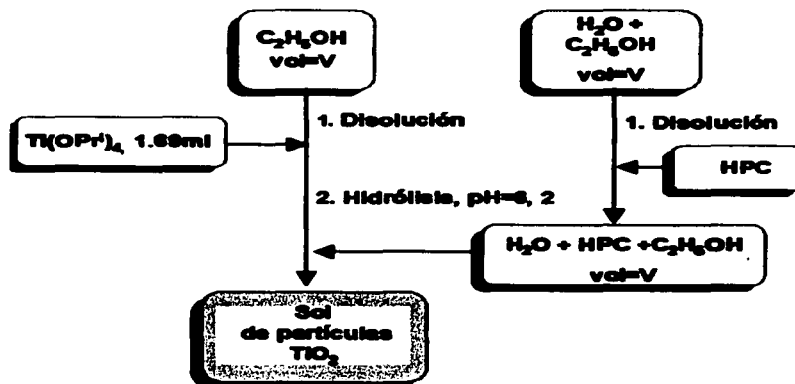 C₂H₅OH
vol=V
H₂O +
C₂H₅OH
vol=V
1. Disolución
1. Disolución
Ti(OPrⁱ)₄, 1.69ml
HPC
2. Hidrólisis, pH=6, 2
H₂O + HPC +C₂H₅OH
vol=V
Sol
de partículas
TiO₂